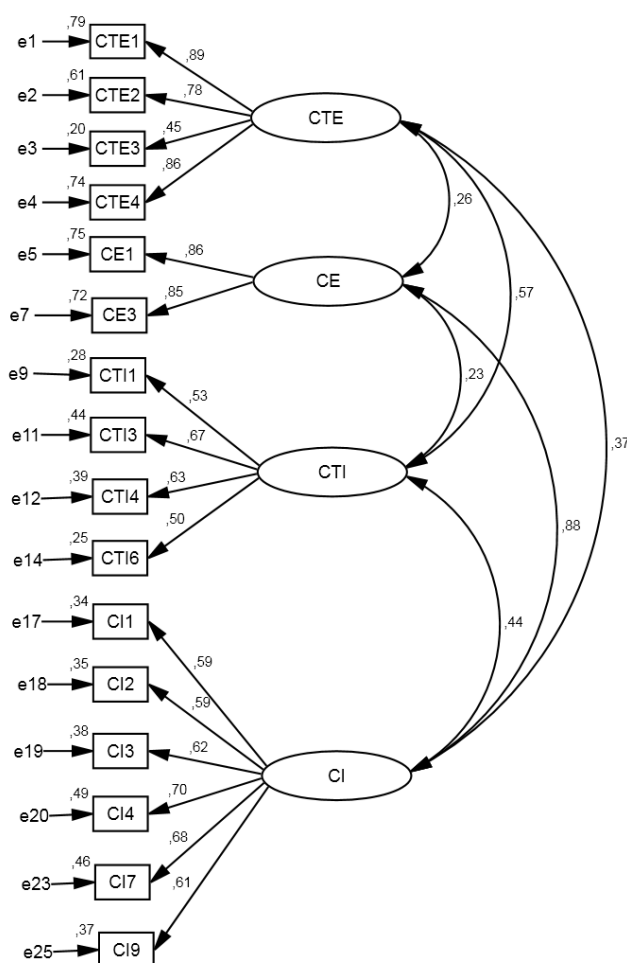 ,79
e1 CTE1
,89
,61
e2 CTE2
,78
CTE
,20
e3 CTE3
,45
,74
e4 CTE4
,86
,26
,75
e5 CE1
,86
CE
,57
,72
e7 CE3
,85
,28
e9 CTI1
,53
,23
,44
e11 CTI3
,67
,37
,39
e12 CTI4
,63
CTI
,25
e14 CTI6
,50
,88
,34
e17 CI1
,59
,44
,35
e18 CI2
,59
,38
e19 CI3
,62
CI
,49
e20 CI4
,70
,46
e23 CI7
,68
,37
e25 CI9
,61